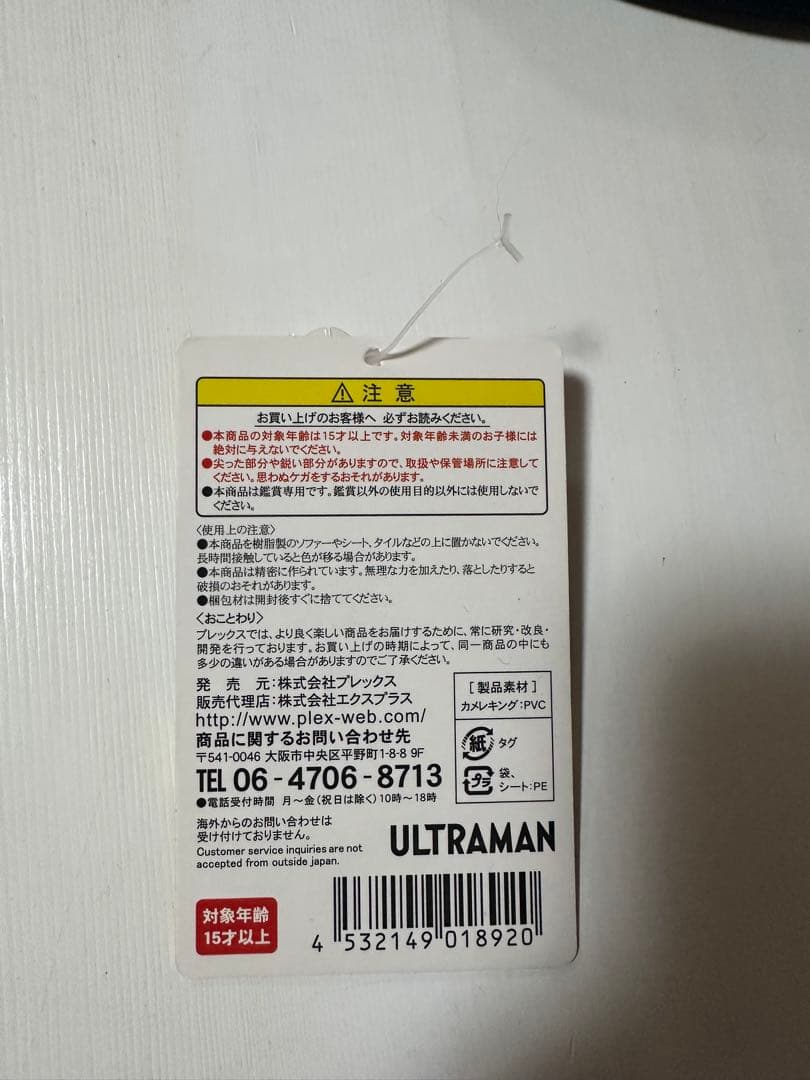 ⚠ 注意
お買い上げのお客様へ 必ずお読みください。
●本商品の対象年齢は15才以上です。対象年齢未満のお子様には
絶対に与えないでください。
●尖った部分や鋭い部分がありますので、取扱や保管場所に注意して
ください。思わぬケガをするおそれがあります。
●本商品は鑑賞専用です。鑑賞以外の使用目的以外には使用しないで
ください。
〈使用上の注意〉
●本商品を樹脂製のソファーやシート、タイルなどの上に置かないでください。
長時間接触していると色が移る場合があります。
●本商品は精密に作られています。無理な力を加えたり、落としたりすると
破損のおそれがあります。
●梱包材は開封後すぐに捨ててください。
〈おことわり〉
プレックスでは、より良く楽しい商品をお届けするために、常に研究・改良・
開発を行っております。お買い上げの時期によって、同一商品の中にも
多少の違いがある場合がありますのでご了承ください。
発売元:株式会社プレックス
販売代理店:株式会社エクスプラス
http://www.plex-web.com/
商品に関するお問い合わせ先
〒541-0046 大阪市中央区平野町1-8-8 9F
TEL 06-4706-8713
●電話受付時間 月～金(祝日は除く)10時～18時
[製品素材]
カメレキング:PVC
紙 タグ
プラ 袋、
シート:PE
海外からのお問い合わせは
受け付けておりません。
Customer service inquiries are not
accepted from outside japan.
ULTRAMAN
対象年齢
15才以上
4 532149 018920